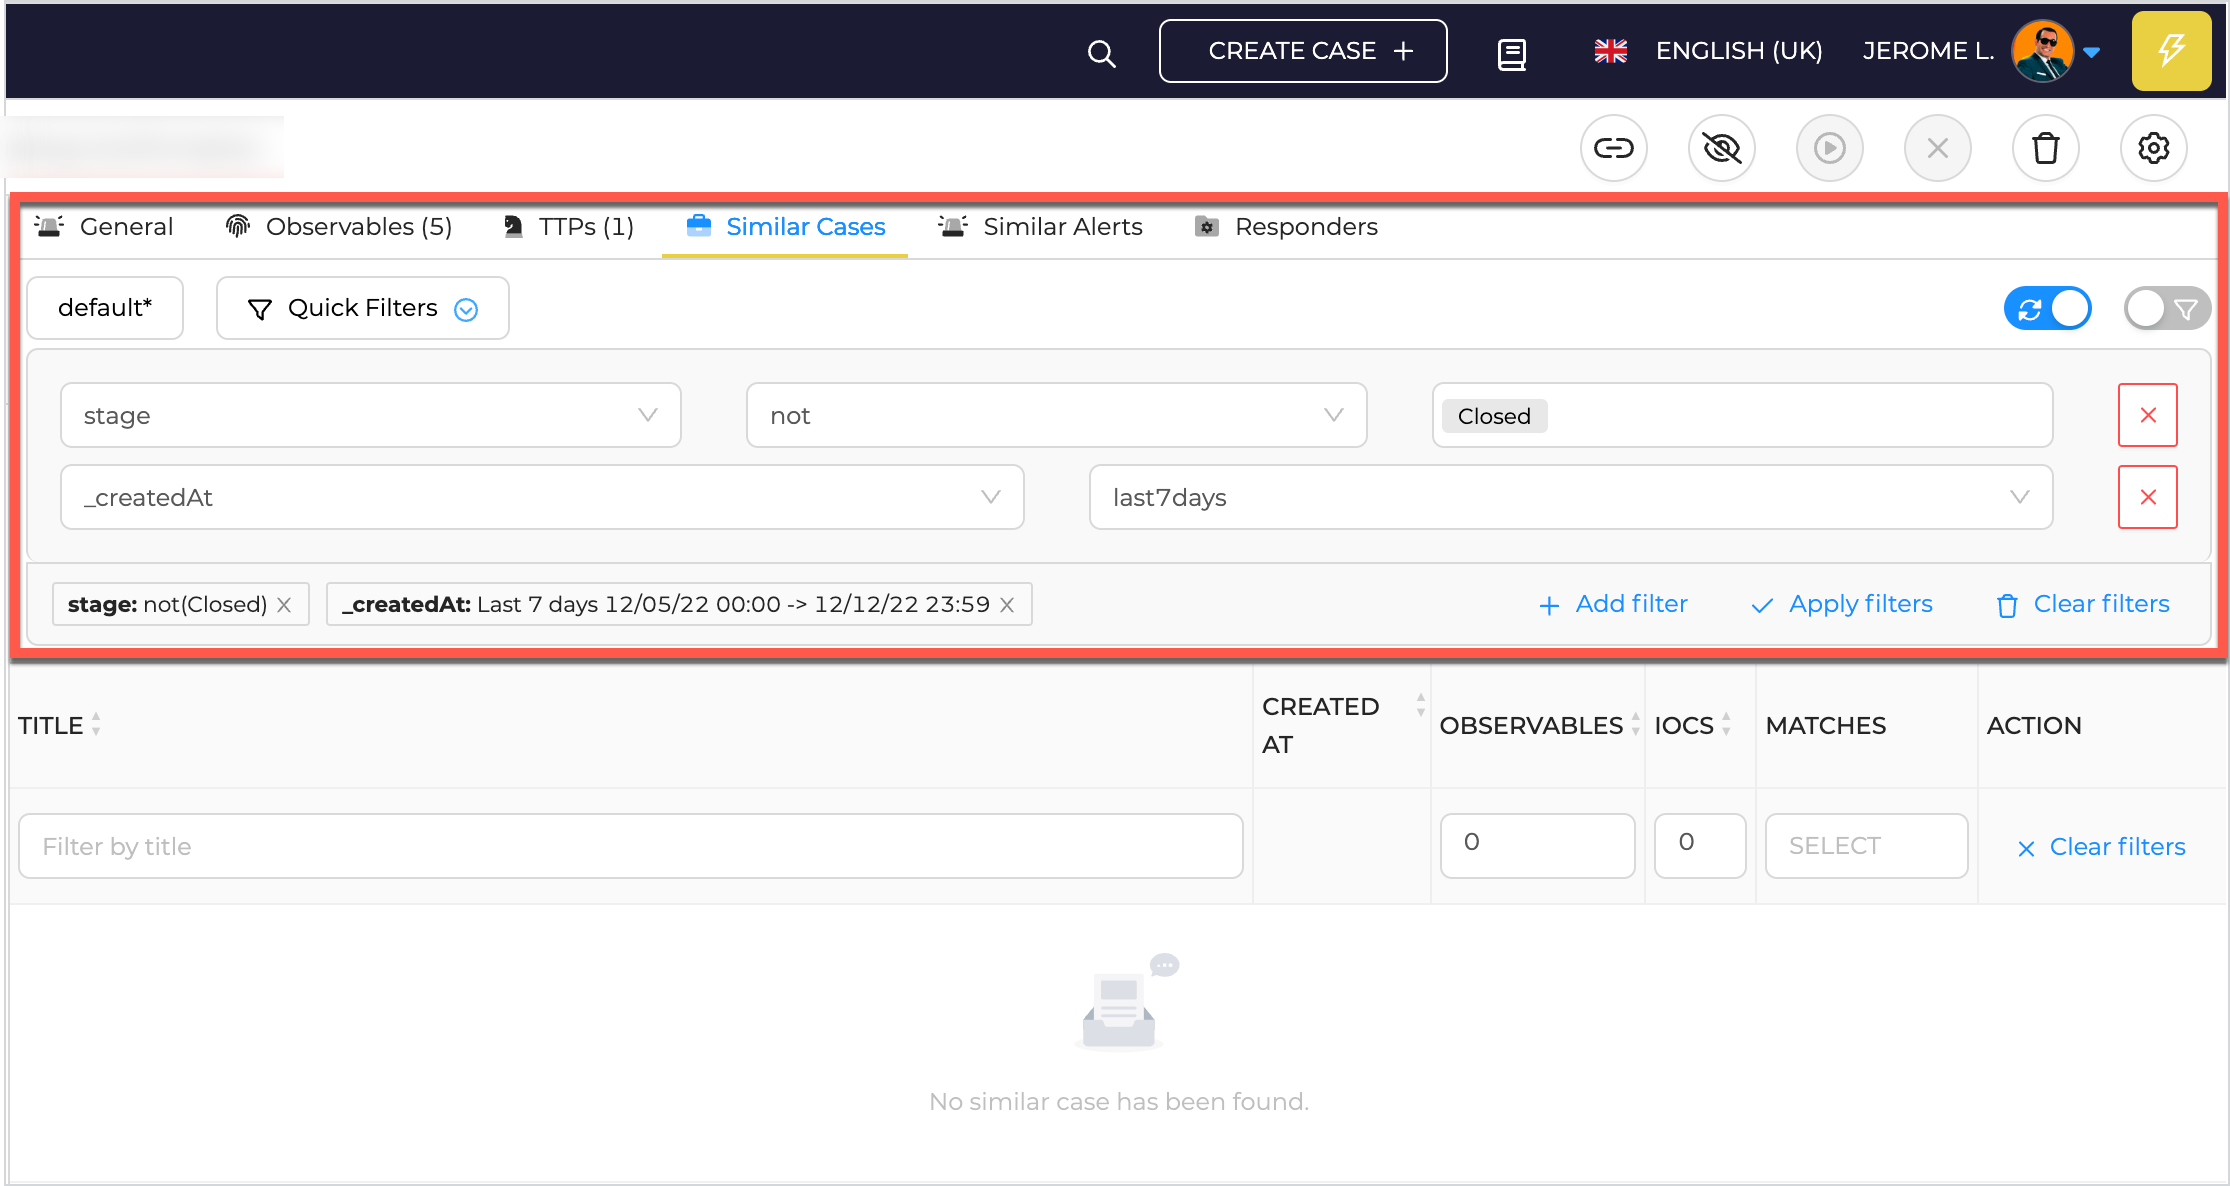 CREATE CASE +
ENGLISH (UK)
JEROME L.
General
Observables (5)
TTPs (1)
Similar Cases
Similar Alerts
Responders
default*
Quick Filters
stage
not
Closed
_createdAt
last7days
stage: not(Closed)
_createdAt: Last 7 days 12/05/22 00:00 -> 12/12/22 23:59
Add filter
Apply filters
Clear filters
TITLE
CREATED
AT
OBSERVABLES
IOCS
MATCHES
ACTION
Filter by title
0
0
SELECT
Clear filters
No similar case has been found.